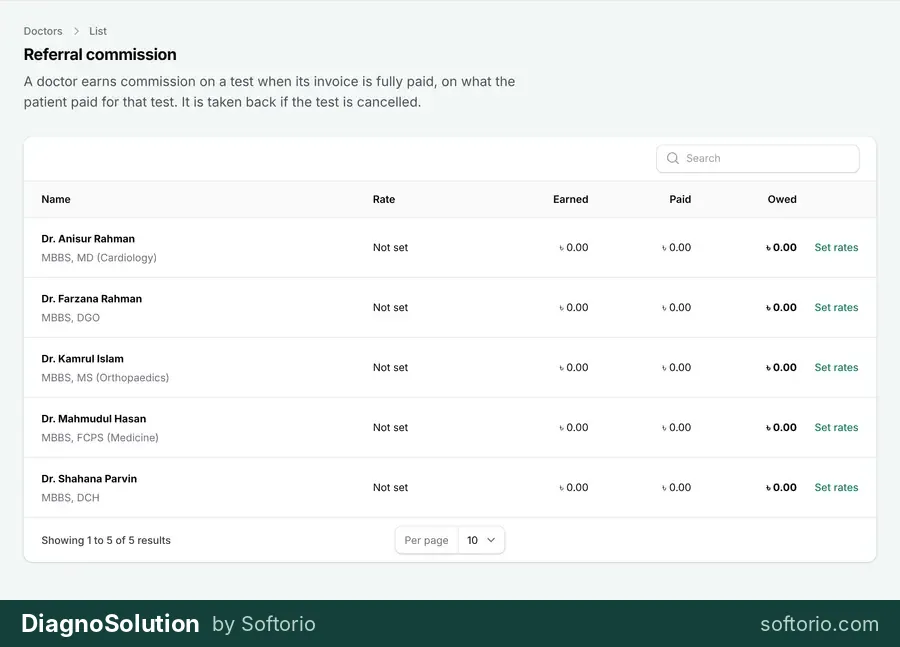 Doctors > List
Referral commission
A doctor earns commission on a test when its invoice is fully paid, on what the
patient paid for that test. It is taken back if the test is cancelled.
Search
Name Rate Earned Paid Owed
Dr. Anisur Rahman
MBBS, MD (Cardiology)
Not set ৳ 0.00 ৳ 0.00 ৳ 0.00 Set rates
Dr. Farzana Rahman
MBBS, DGO
Not set ৳ 0.00 ৳ 0.00 ৳ 0.00 Set rates
Dr. Kamrul Islam
MBBS, MS (Orthopaedics)
Not set ৳ 0.00 ৳ 0.00 ৳ 0.00 Set rates
Dr. Mahmudul Hasan
MBBS, FCPS (Medicine)
Not set ৳ 0.00 ৳ 0.00 ৳ 0.00 Set rates
Dr. Shahana Parvin
MBBS, DCH
Not set ৳ 0.00 ৳ 0.00 ৳ 0.00 Set rates
Showing 1 to 5 of 5 results Per page 10
DiagnoSolution by Softorio softorio.com